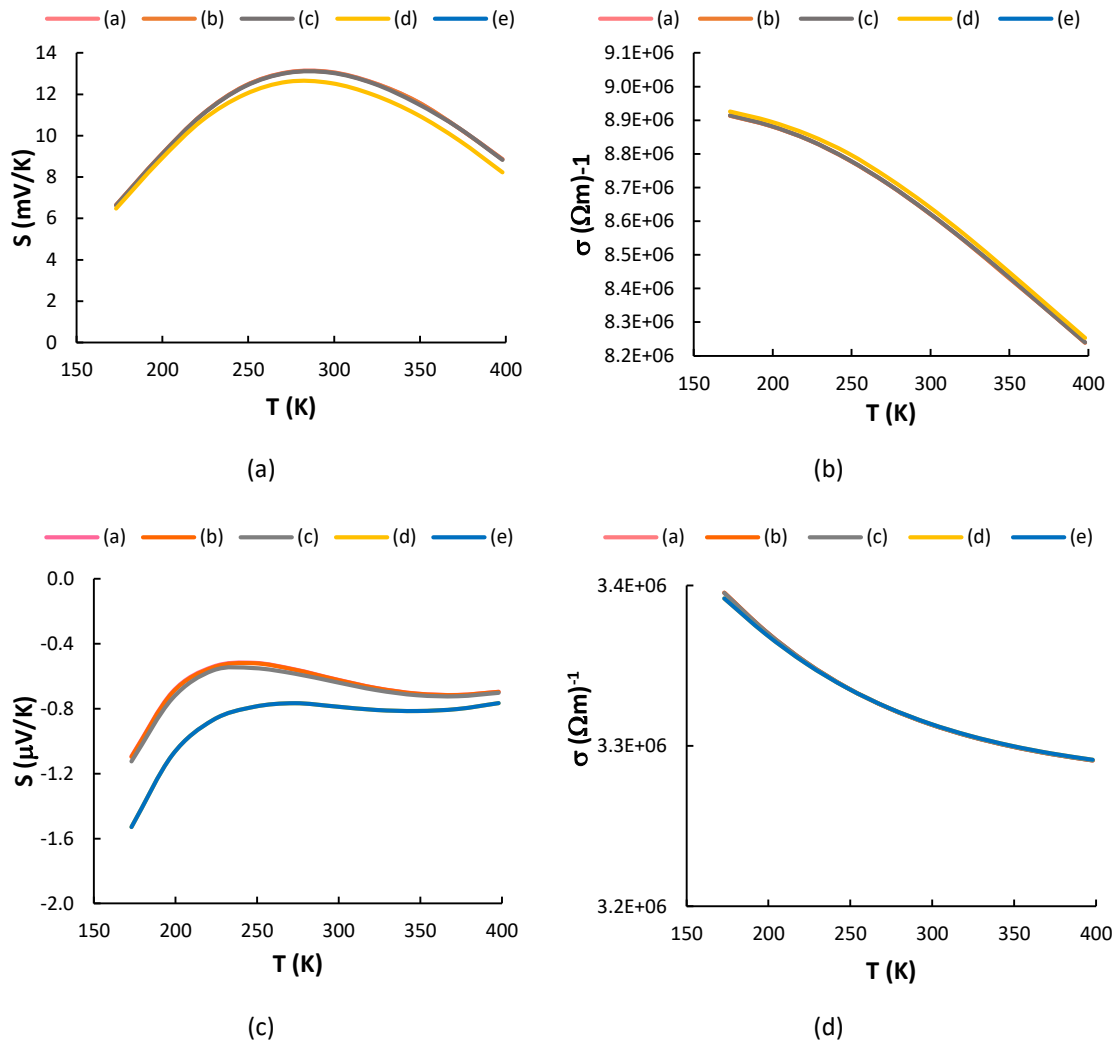 (a) (b) (c) (d) (e)
S (mV/K)
14
12
10
8
6
4
2
0
150 200 250 300 350 400
T (K)
(a)
(a) (b) (c) (d) (e)
σ (Ωm)-1
9.1E+06
9.0E+06
8.9E+06
8.8E+06
8.7E+06
8.6E+06
8.5E+06
8.4E+06
8.3E+06
8.2E+06
150 200 250 300 350 400
T (K)
(b)
(a) (b) (c) (d) (e)
S (μV/K)
0.0
-0.4
-0.8
-1.2
-1.6
-2.0
150 200 250 300 350 400
T (K)
(c)
(a) (b) (c) (d) (e)
σ (Ωm)⁻¹
3.4E+06
3.3E+06
3.2E+06
150 200 250 300 350 400
T (K)
(d)